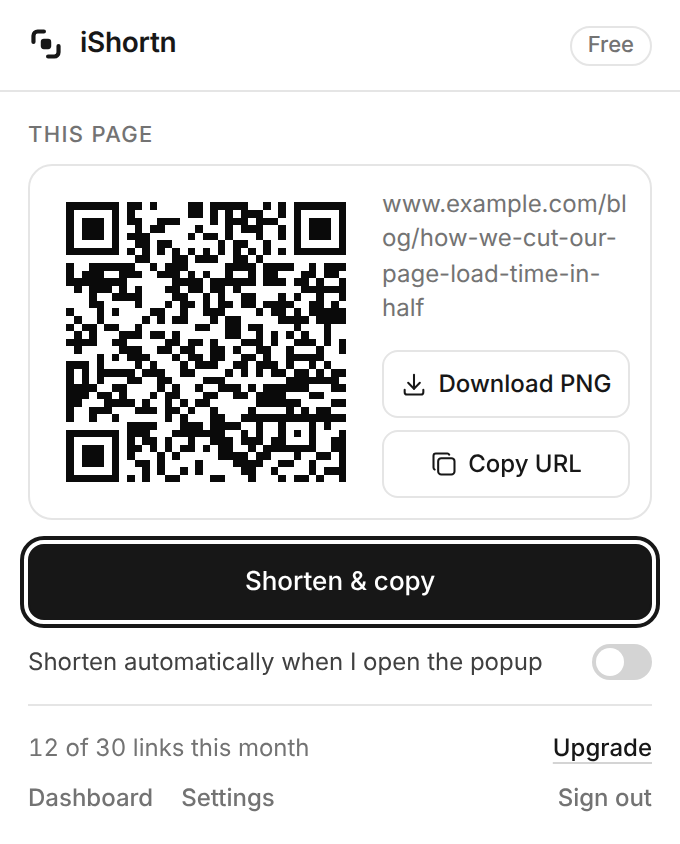 iShortn
Free
THIS PAGE
www.example.com/bl
og/how-we-cut-our-
page-load-time-in-
half
Download PNG
Copy URL
Shorten & copy
Shorten automatically when I open the popup
12 of 30 links this month
Upgrade
Dashboard
Settings
Sign out